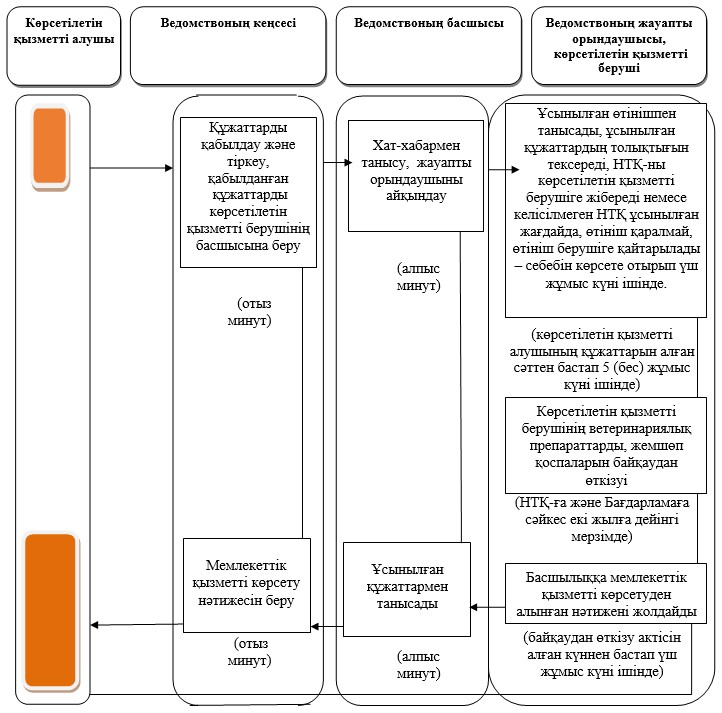 Көрсетілетін
қызметті алушы
Ведомствоның кеңсесі
Ведомствоның басшысы
Ведомствоның жауапты
орындаушысы,
көрсетілетін қызметті
беруші
Құжаттарды
қабылдау және
тіркеу,
қабылданған
құжаттарды
көрсетілетін
қызметті берушінің
басшысына беру
(отыз
минут)
Хат-хабармен
танысу, жауапты
орындаушыны
айқындау
(алпыс
минут)
Ұсынылған өтінішпен
танысады, ұсынылған
құжаттардың толықтығын
тексереді, НТҚ-ны
көрсетілетін қызметті
берушіге жібереді немесе
келісілмеген НТҚ ұсынылған
жағдайда, өтініш қаралмай,
өтініш берушіге қайтарылады
– себебін көрсете отырып үш
жұмыс күні ішінде.
(көрсетілетін қызметті
алушының құжаттарын алған
сәттен бастап 5 (бес) жұмыс
күні ішінде)
Көрсетілетін қызметті
берушінің ветеринариялық
препараттарды, жемшөп
қоспаларын байқаудан
өткізуі
(НТҚ-ға және Бағдарламаға
сәйкес екі жылға дейінгі
мерзімде)
Басшылыққа мемлекеттік
қызметті көрсетуден
алынған нәтижені жолдайды
(байқаудан өткізу актісін
алған күннен бастап үш
жұмыс күні ішінде)
Ұсынылған
құжаттармен
танысады
(алпыс
минут)
Мемлекеттік
қызметті көрсету
нәтижесін беру
(отыз
минут)